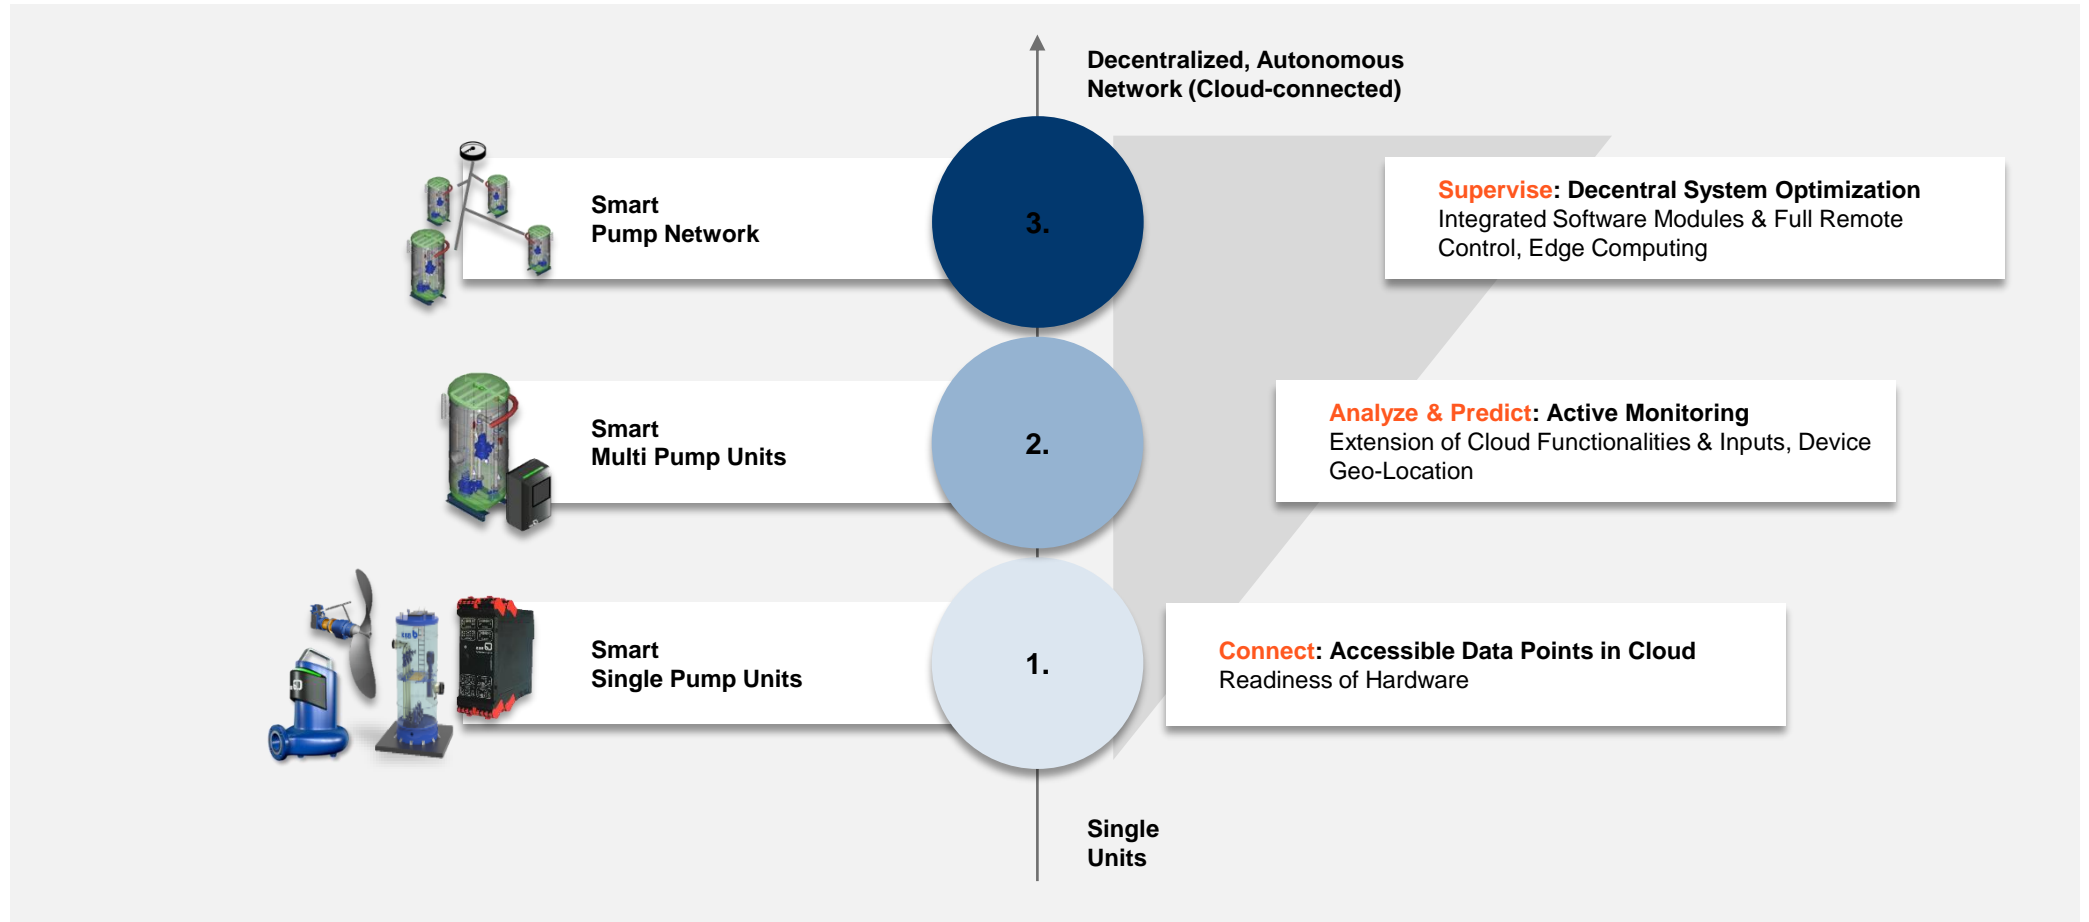 Decentralized, Autonomous
Network (Cloud-connected)
Smart
Pump Network
3.
Supervise: Decentral System Optimization
Integrated Software Modules & Full Remote
Control, Edge Computing
Smart
Multi Pump Units
2.
Analyze & Predict: Active Monitoring
Extension of Cloud Functionalities & Inputs, Device
Geo-Location
Smart
Single Pump Units
1.
Connect: Accessible Data Points in Cloud
Readiness of Hardware
Single
Units